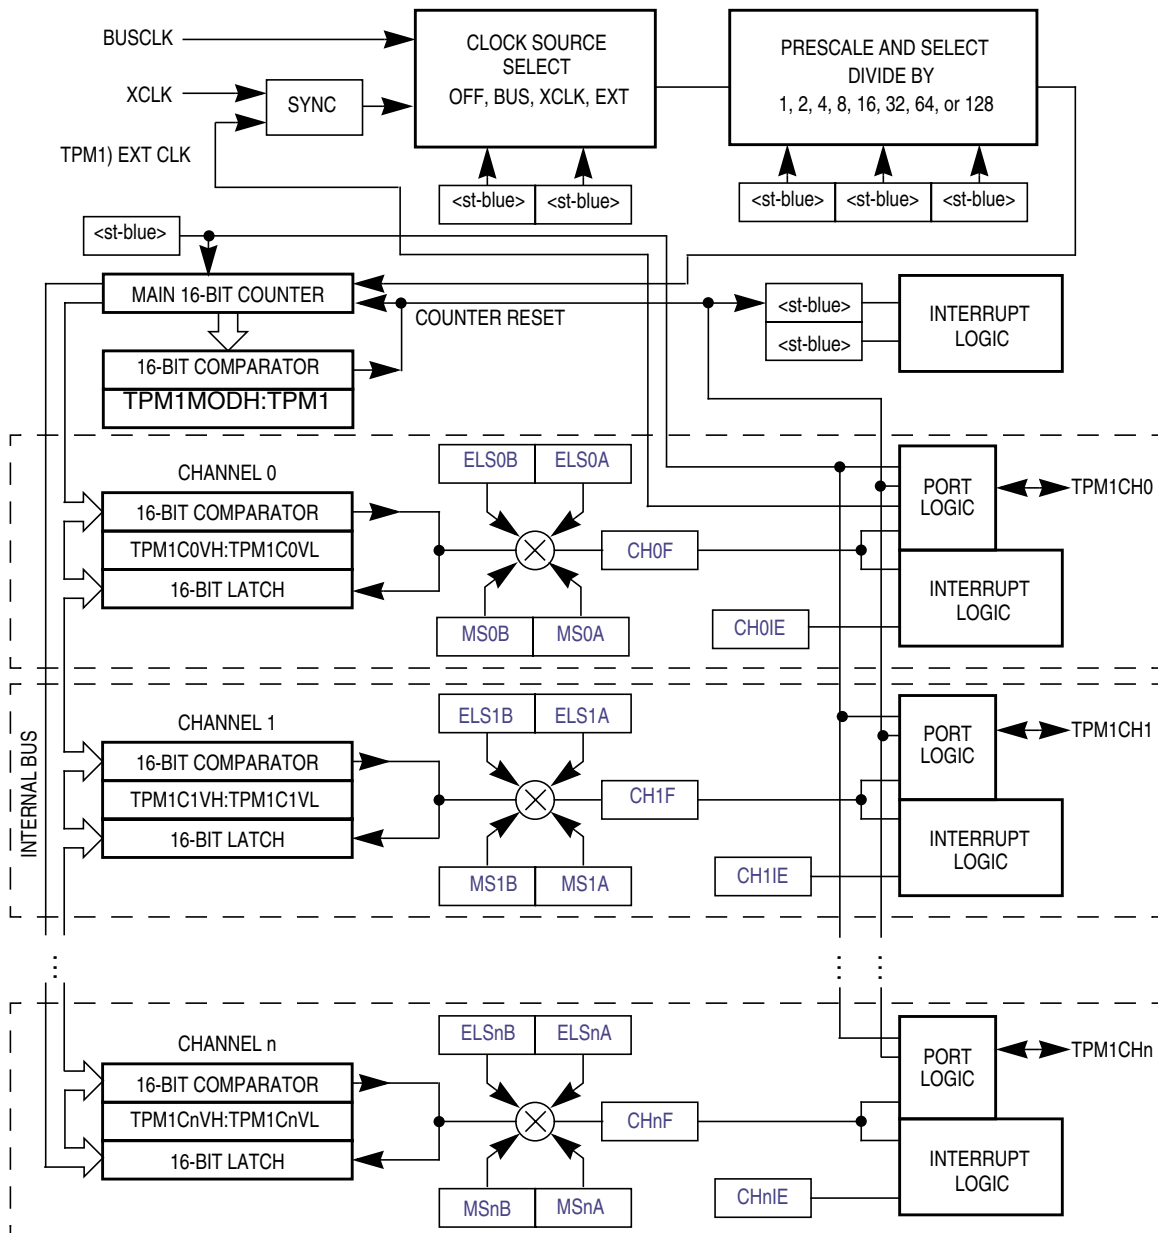 BUSCLK
XCLK
TPM1) EXT CLK
SYNC
CLOCK SOURCE
SELECT
OFF, BUS, XCLK, EXT
PRESCALE AND SELECT
DIVIDE BY
1, 2, 4, 8, 16, 32, 64, or 128
<st-blue>
<st-blue>
<st-blue>
<st-blue>
<st-blue>
<st-blue>
MAIN 16-BIT COUNTER
COUNTER RESET
16-BIT COMPARATOR
TPM1MODH:TPM1
<st-blue>
<st-blue>
INTERRUPT
LOGIC
CHANNEL 0
16-BIT COMPARATOR
TPM1C0VH:TPM1C0VL
16-BIT LATCH
ELS0B
ELS0A
MS0B
MS0A
CH0F
CH0IE
PORT
LOGIC
TPM1CH0
INTERRUPT
LOGIC
INTERNAL BUS
CHANNEL 1
16-BIT COMPARATOR
TPM1C1VH:TPM1C1VL
16-BIT LATCH
ELS1B
ELS1A
MS1B
MS1A
CH1F
CH1IE
PORT
LOGIC
TPM1CH1
INTERRUPT
LOGIC
CHANNEL n
16-BIT COMPARATOR
TPM1CnVH:TPM1CnVL
16-BIT LATCH
ELSnB
ELSnA
MSnB
MSnA
CHnF
CHnIE
PORT
LOGIC
TPM1CHn
INTERRUPT
LOGIC